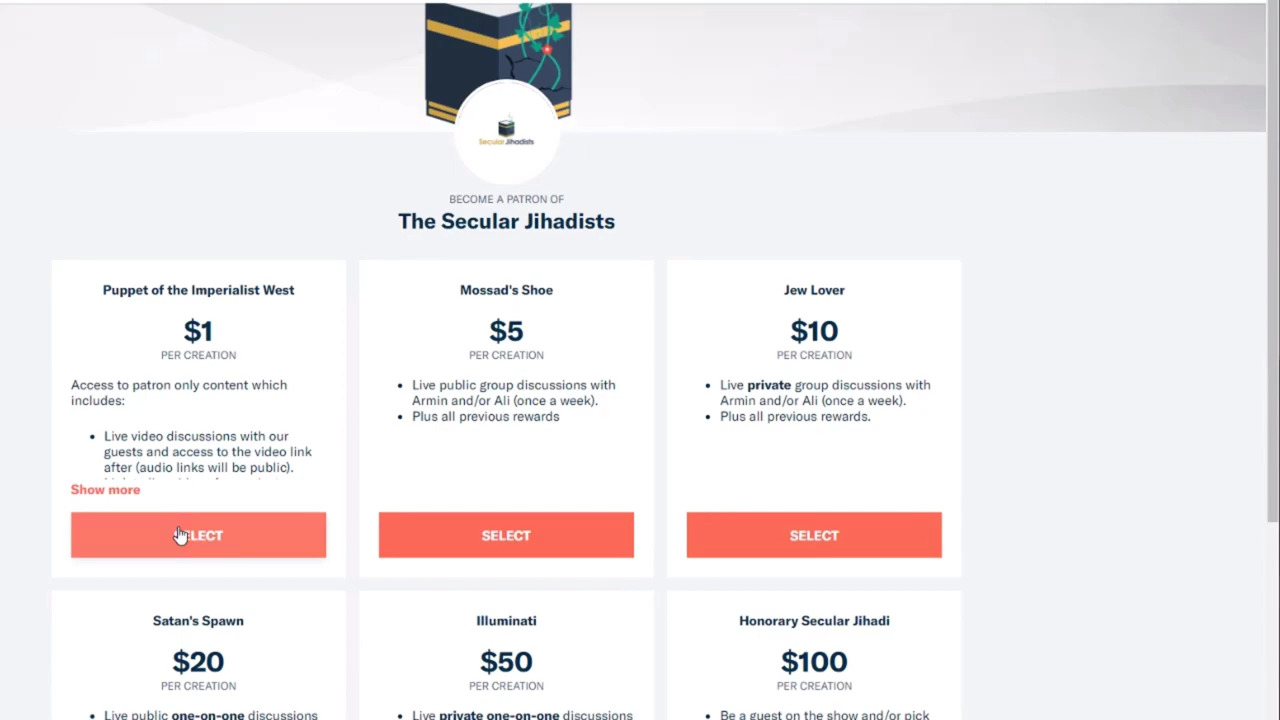 Secular Jihadists
BECOME A PATRON OF
The Secular Jihadists
Puppet of the Imperialist West
$1
PER CREATION
Access to patron only content which
includes:
• Live video discussions with our
guests and access to the video link
after (audio links will be public).
Show more
SELECT
Mossad's Shoe
$5
PER CREATION
• Live public group discussions with
Armin and/or Ali (once a week).
• Plus all previous rewards
SELECT
Jew Lover
$10
PER CREATION
• Live private group discussions with
Armin and/or Ali (once a week).
• Plus all previous rewards.
SELECT
Satan's Spawn
$20
PER CREATION
• Live public one-on-one discussions
Illuminati
$50
PER CREATION
• Live private one-on-one discussions
Honorary Secular Jihadi
$100
PER CREATION
• Be a guest on the show and/or pick